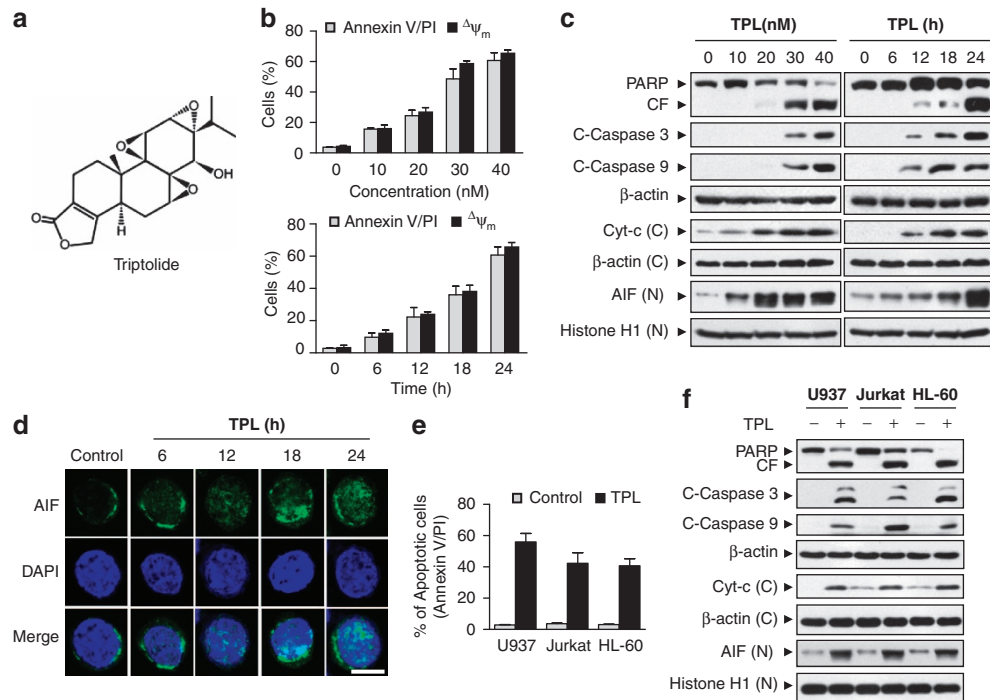 a
O
O
O
O
O
O
OH
H
Triptolide
b
Annexin V/PI Δψm
Cells (%)
80
60
40
20
0
0 10 20 30 40
Concentration (nM)
Annexin V/PI Δψm
Cells (%)
80
60
40
20
0
0 6 12 18 24
Time (h)
c
TPL(nM) TPL (h)
0 10 20 30 40 0 6 12 18 24
PARP
CF
C-Caspase 3
C-Caspase 9
β-actin
Cyt-c (C)
β-actin (C)
AIF (N)
Histone H1 (N)
d
TPL (h)
Control 6 12 18 24
AIF
DAPI
Merge
e
Control TPL
% of Apoptotic cells
(Annexin V/PI)
80
60
40
20
0
U937 Jurkat HL-60
f
U937 Jurkat HL-60
TPL − + − + − +
PARP
CF
C-Caspase 3
C-Caspase 9
β-actin
Cyt-c (C)
β-actin (C)
AIF (N)
Histone H1 (N)